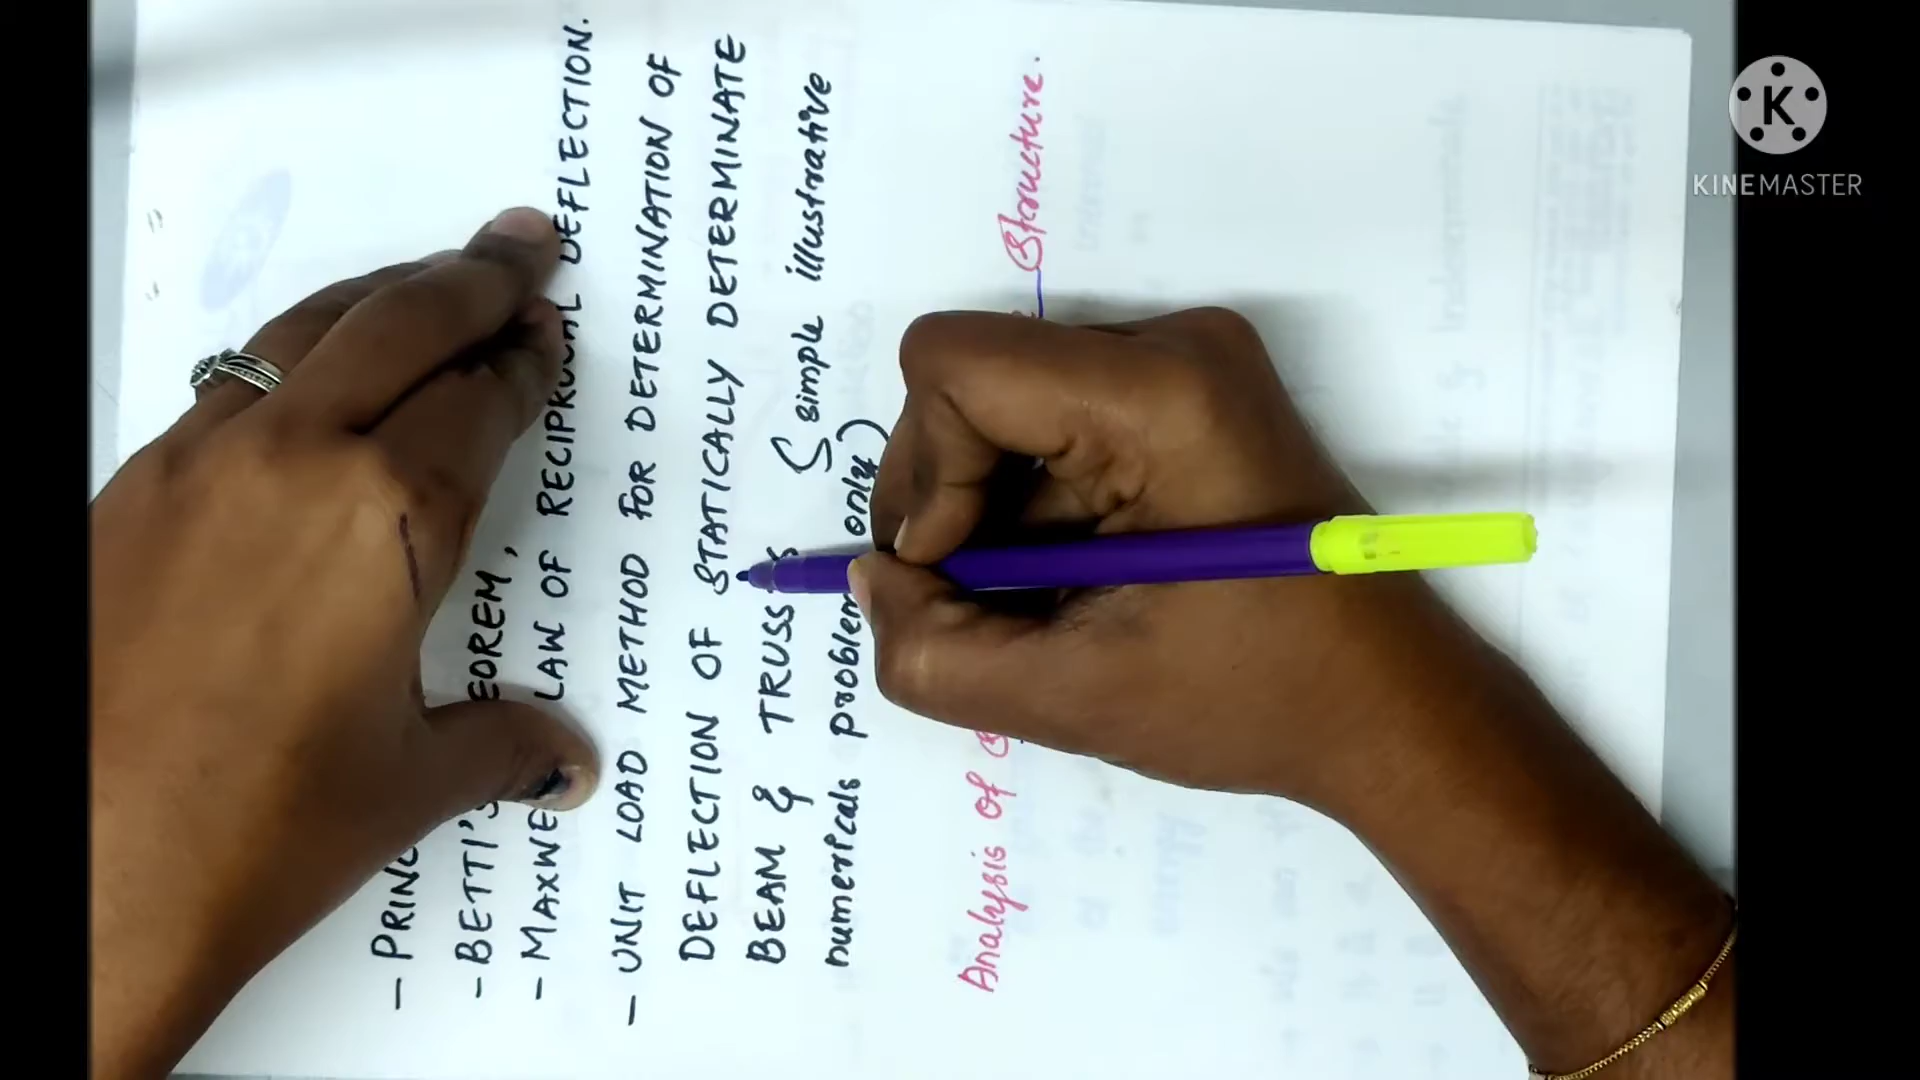 - BETTI'S EOREM,
- MAXWE LAW OF RECIPROCAL DEFLECTION.
- UNIT LOAD METHOD FOR DETERMINATION OF
DEFLECTION OF STATICALLY DETERMINATE
BEAM & TRUSS (Simple illustrative
numericals problem only)
Analysis of Structure.
KINEMASTER